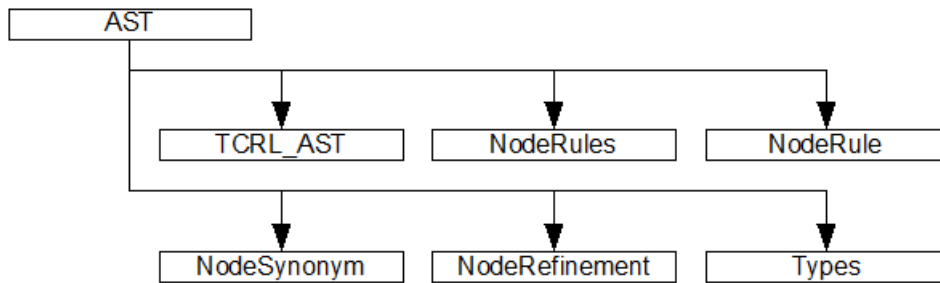 AST
TCRL_AST NodeRules NodeRule
NodeSynonym NodeRefinement Types